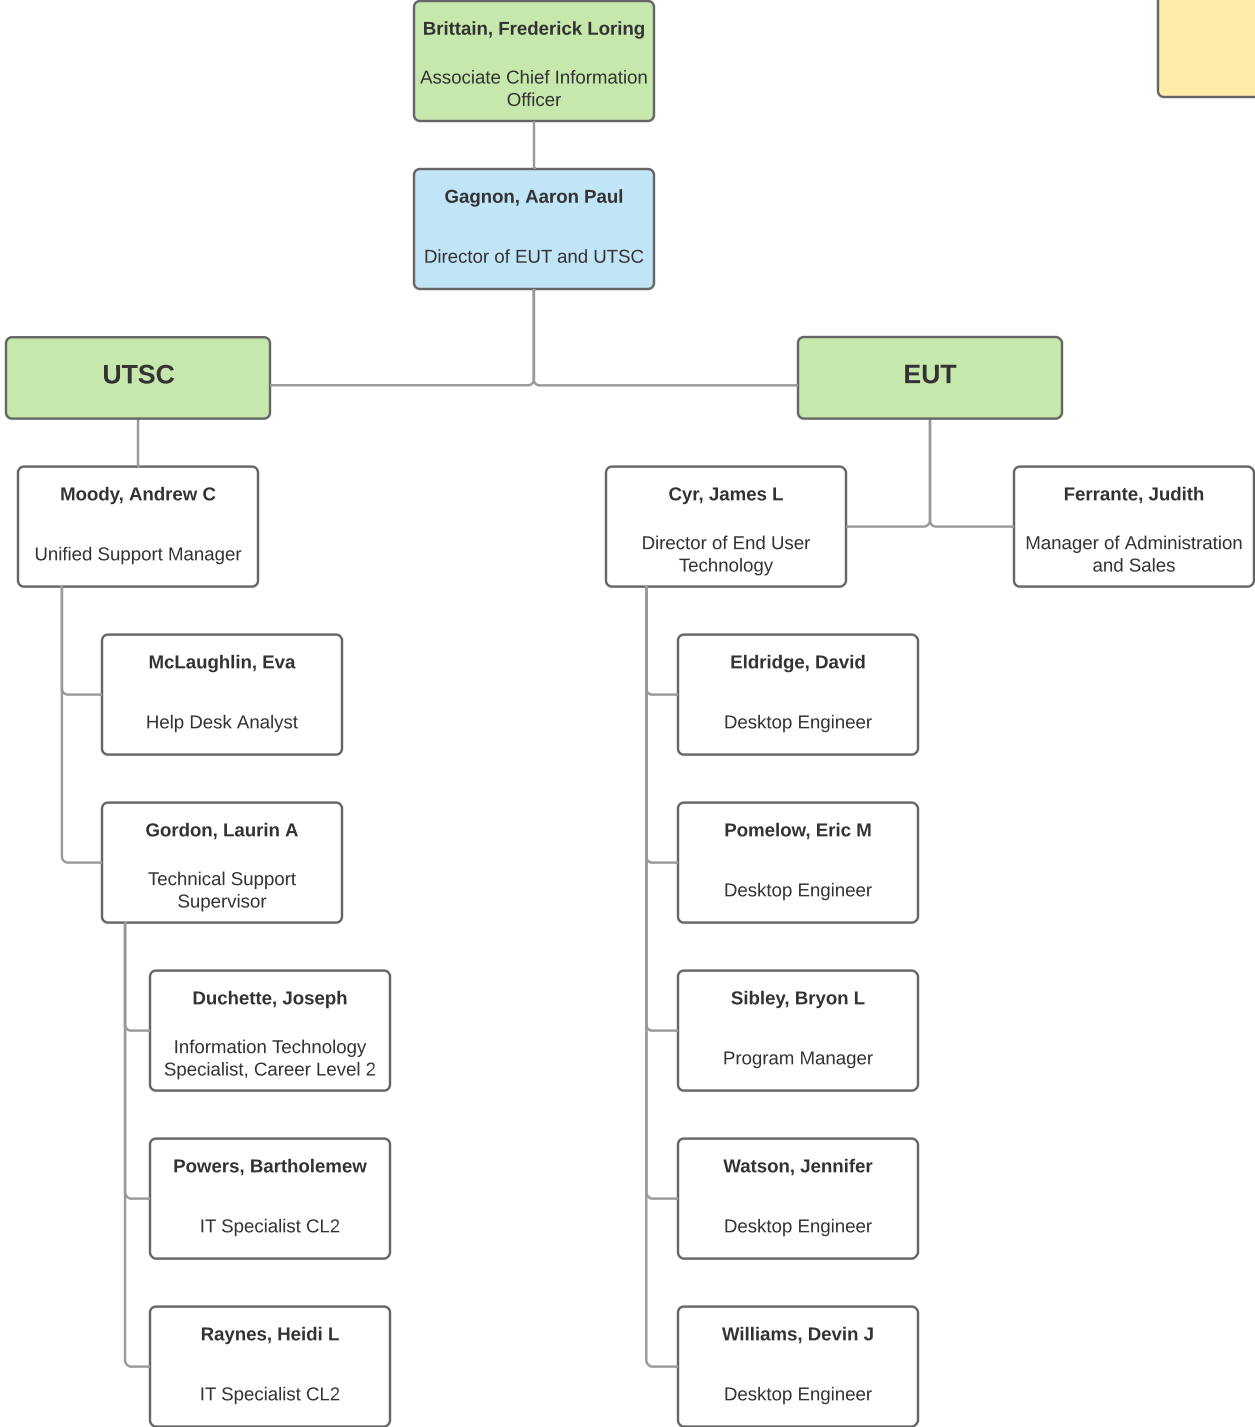 Brittain, Frederick Loring
Associate Chief Information
Officer
Gagnon, Aaron Paul
Director of EUT and UTSC
UTSC
EUT
Moody, Andrew C
Unified Support Manager
Cyr, James L
Director of End User
Technology
Ferrante, Judith
Manager of Administration
and Sales
McLaughlin, Eva
Help Desk Analyst
Gordon, Laurin A
Technical Support
Supervisor
Duchette, Joseph
Information Technology
Specialist, Career Level 2
Powers, Bartholemew
IT Specialist CL2
Raynes, Heidi L
IT Specialist CL2
Eldridge, David
Desktop Engineer
Pomelow, Eric M
Desktop Engineer
Sibley, Bryon L
Program Manager
Watson, Jennifer
Desktop Engineer
Williams, Devin J
Desktop Engineer